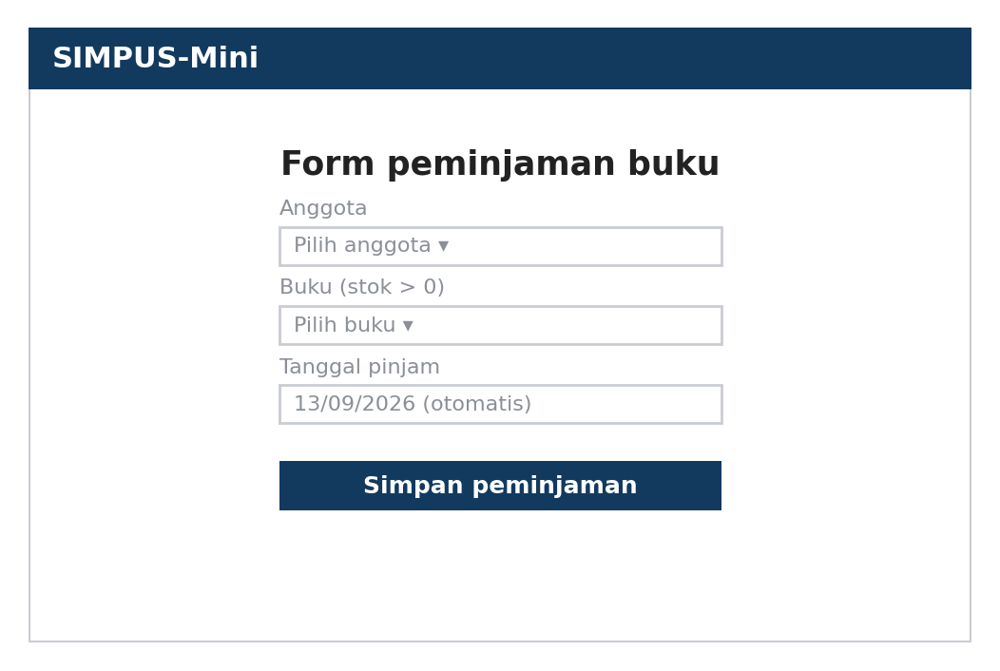 SIMPUS-Mini
Form peminjaman buku
Anggota
Pilih anggota ▾
Buku (stok > 0)
Pilih buku ▾
Tanggal pinjam
13/09/2026 (otomatis)
Simpan peminjaman